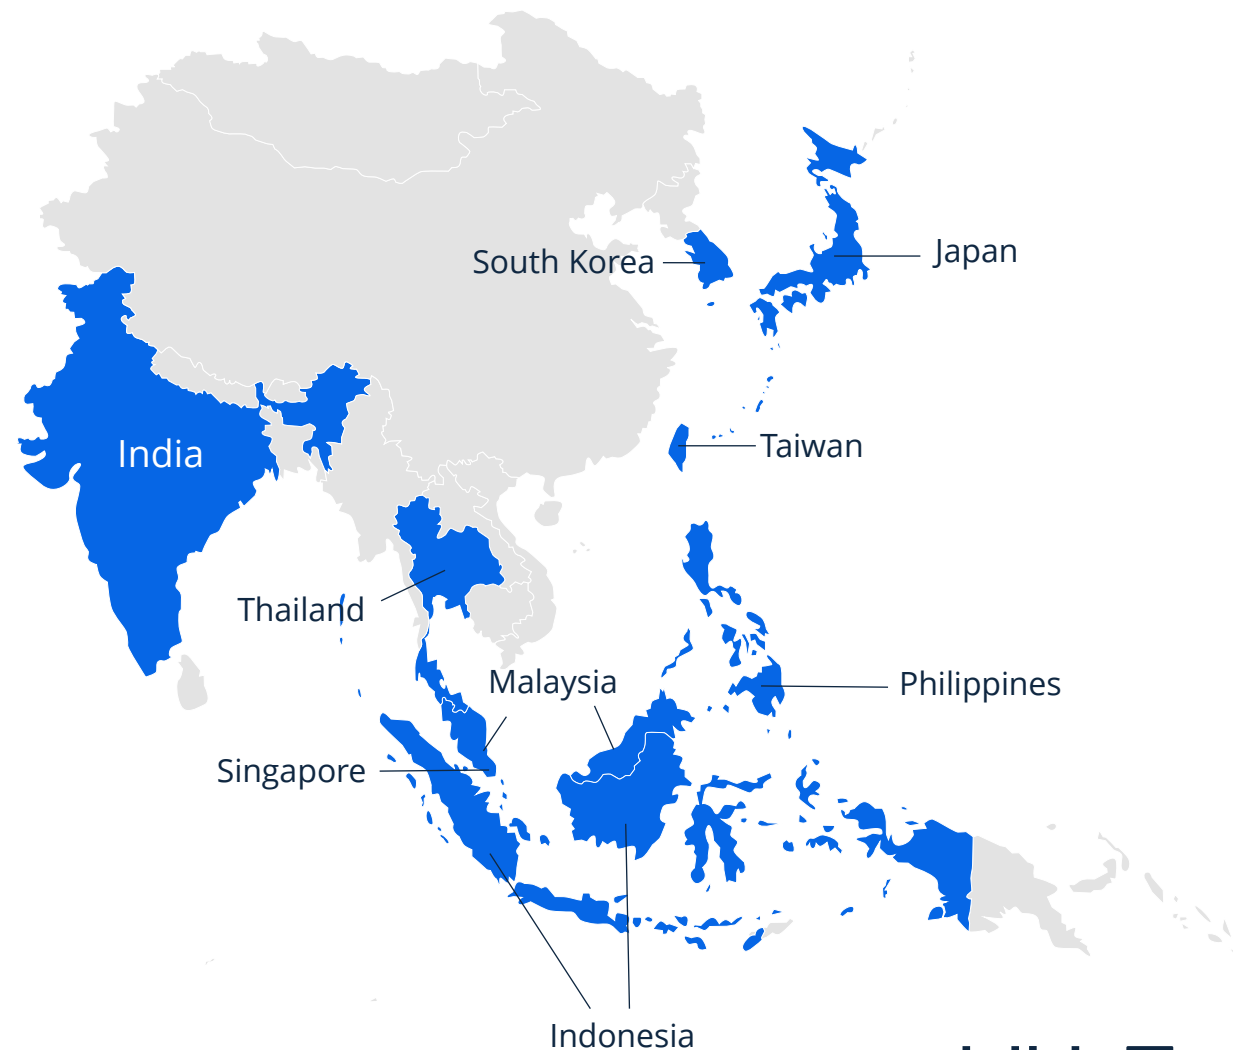 South Korea
Japan
India
Taiwan
Thailand
Malaysia
Philippines
Singapore
Indonesia